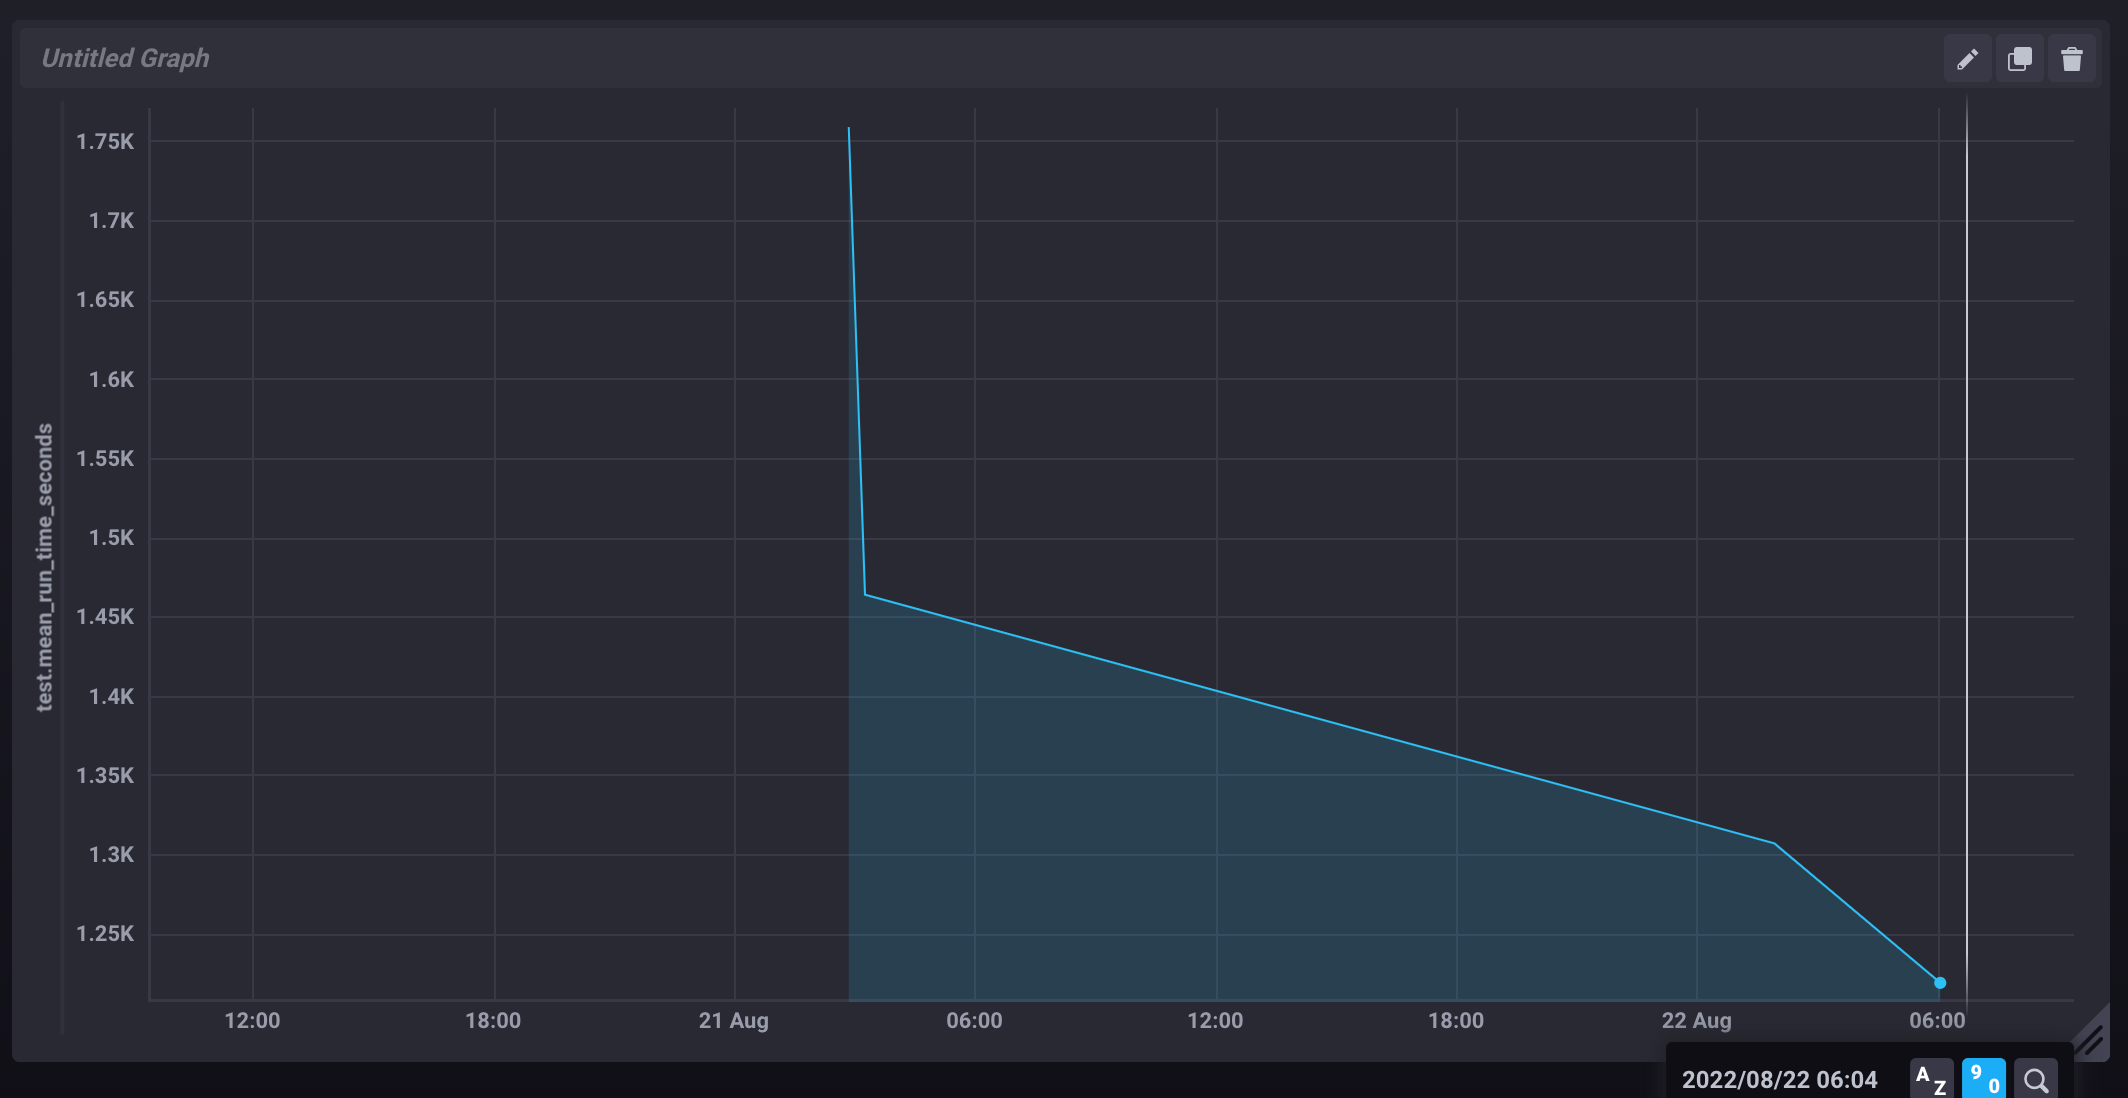 Untitled Graph
test.mean_run_time_seconds
1.75K
1.7K
1.65K
1.6K
1.55K
1.5K
1.45K
1.4K
1.35K
1.3K
1.25K
12:00 18:00 21 Aug 06:00 12:00 18:00 22 Aug 06:00
2022/08/22 06:04 A Z 9 0